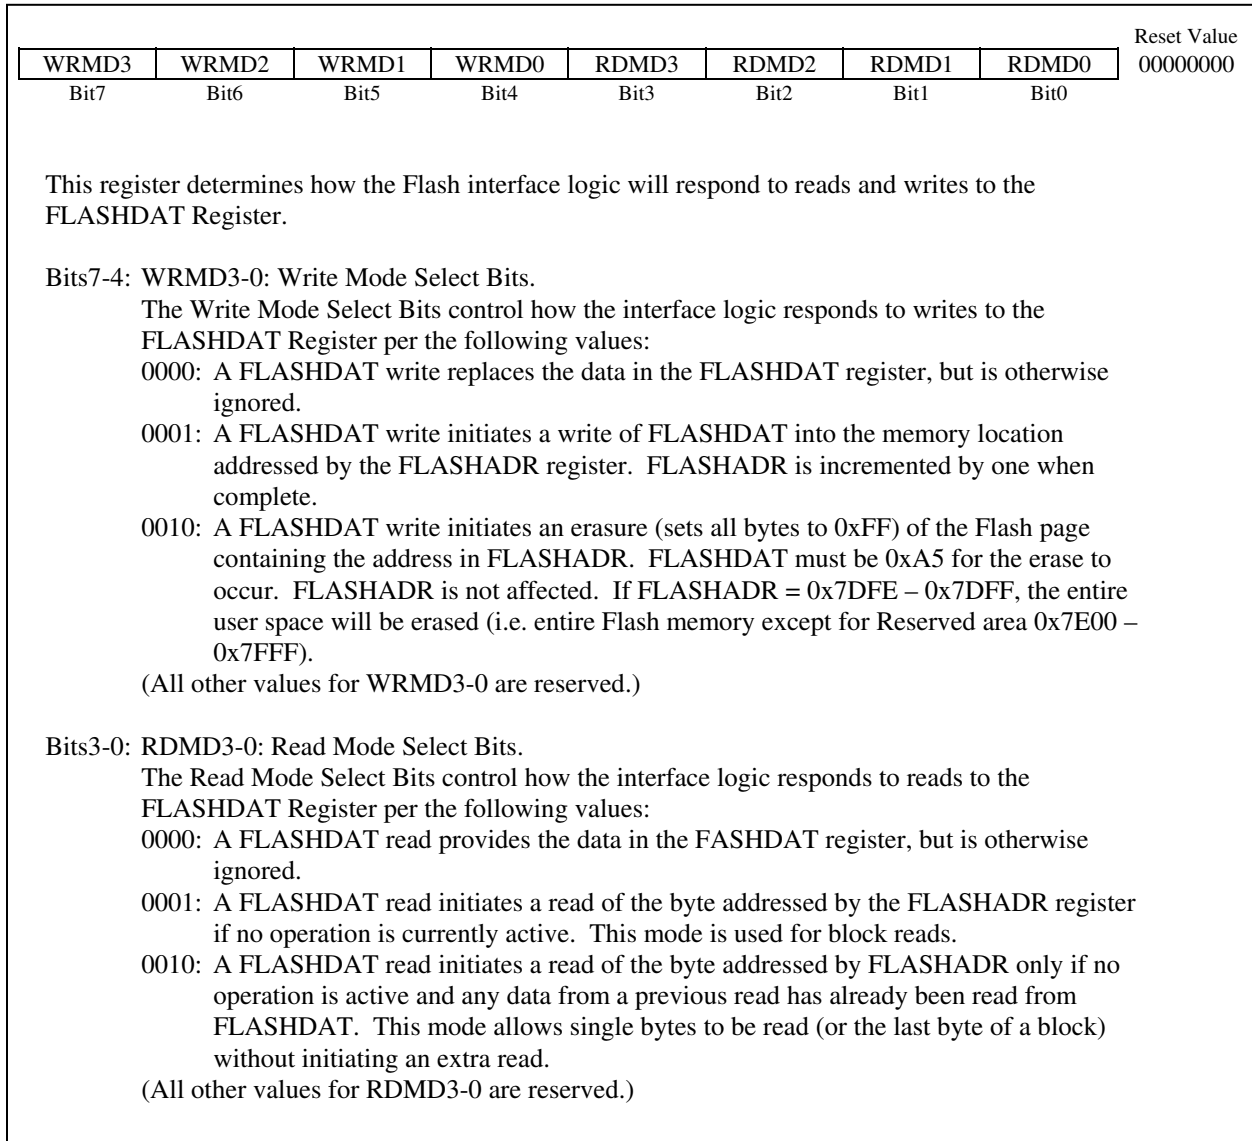 Reset Value
WRMD3 WRMD2 WRMD1 WRMD0 RDMD3 RDMD2 RDMD1 RDMD0 00000000
Bit7 Bit6 Bit5 Bit4 Bit3 Bit2 Bit1 Bit0
This register determines how the Flash interface logic will respond to reads and writes to the
FLASHDAT Register.
Bits7-4: WRMD3-0: Write Mode Select Bits.
The Write Mode Select Bits control how the interface logic responds to writes to the
FLASHDAT Register per the following values:
0000: A FLASHDAT write replaces the data in the FLASHDAT register, but is otherwise
ignored.
0001: A FLASHDAT write initiates a write of FLASHDAT into the memory location
addressed by the FLASHADR register. FLASHADR is incremented by one when
complete.
0010: A FLASHDAT write initiates an erasure (sets all bytes to 0xFF) of the Flash page
containing the address in FLASHADR. FLASHDAT must be 0xA5 for the erase to
occur. FLASHADR is not affected. If FLASHADR = 0x7DFE – 0x7DFF, the entire
user space will be erased (i.e. entire Flash memory except for Reserved area 0x7E00 –
0x7FFF).
(All other values for WRMD3-0 are reserved.)
Bits3-0: RDMD3-0: Read Mode Select Bits.
The Read Mode Select Bits control how the interface logic responds to reads to the
FLASHDAT Register per the following values:
0000: A FLASHDAT read provides the data in the FASHDAT register, but is otherwise
ignored.
0001: A FLASHDAT read initiates a read of the byte addressed by the FLASHADR register
if no operation is currently active. This mode is used for block reads.
0010: A FLASHDAT read initiates a read of the byte addressed by FLASHADR only if no
operation is active and any data from a previous read has already been read from
FLASHDAT. This mode allows single bytes to be read (or the last byte of a block)
without initiating an extra read.
(All other values for RDMD3-0 are reserved.)